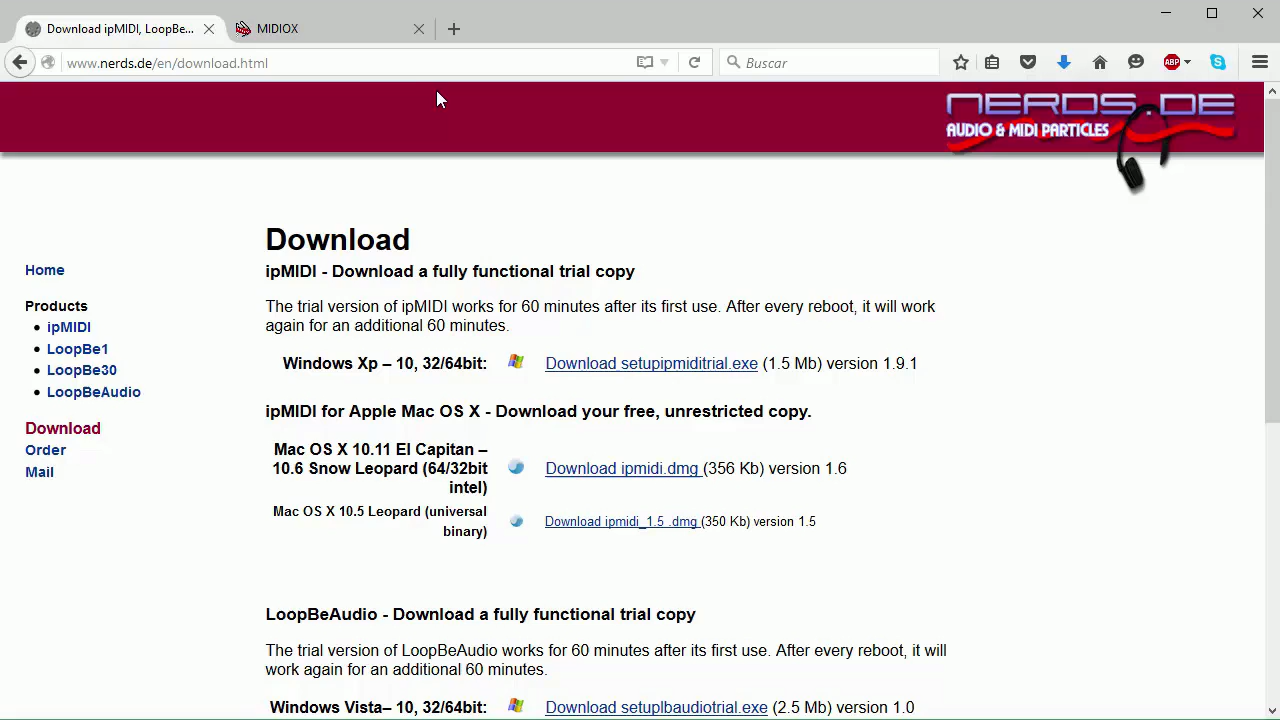 Download ipMIDI, LoopBe...
MIDIOX
www.nerds.de/en/download.html
Buscar
ABP
NERDS.DE
AUDIO & MIDI PARTICLES
Download
ipMIDI - Download a fully functional trial copy
Home
The trial version of ipMIDI works for 60 minutes after its first use. After every reboot, it will work
again for an additional 60 minutes.
Products
ipMIDI
LoopBe1
LoopBe30
LoopBeAudio
Download
Order
Mail
Windows Xp – 10, 32/64bit: Download setupipmiditrial.exe (1.5 Mb) version 1.9.1
ipMIDI for Apple Mac OS X - Download your free, unrestricted copy.
Mac OS X 10.11 El Capitan –
10.6 Snow Leopard (64/32bit Download ipmidi.dmg (356 Kb) version 1.6
intel)
Mac OS X 10.5 Leopard (universal Download ipmidi_1.5 .dmg (350 Kb) version 1.5
binary)
LoopBeAudio - Download a fully functional trial copy
The trial version of LoopBeAudio works for 60 minutes after its first use. After every reboot, it will
work again for an additional 60 minutes.
Windows Vista– 10, 32/64bit: Download setuplbaudiotrial.exe (2.5 Mb) version 1.0